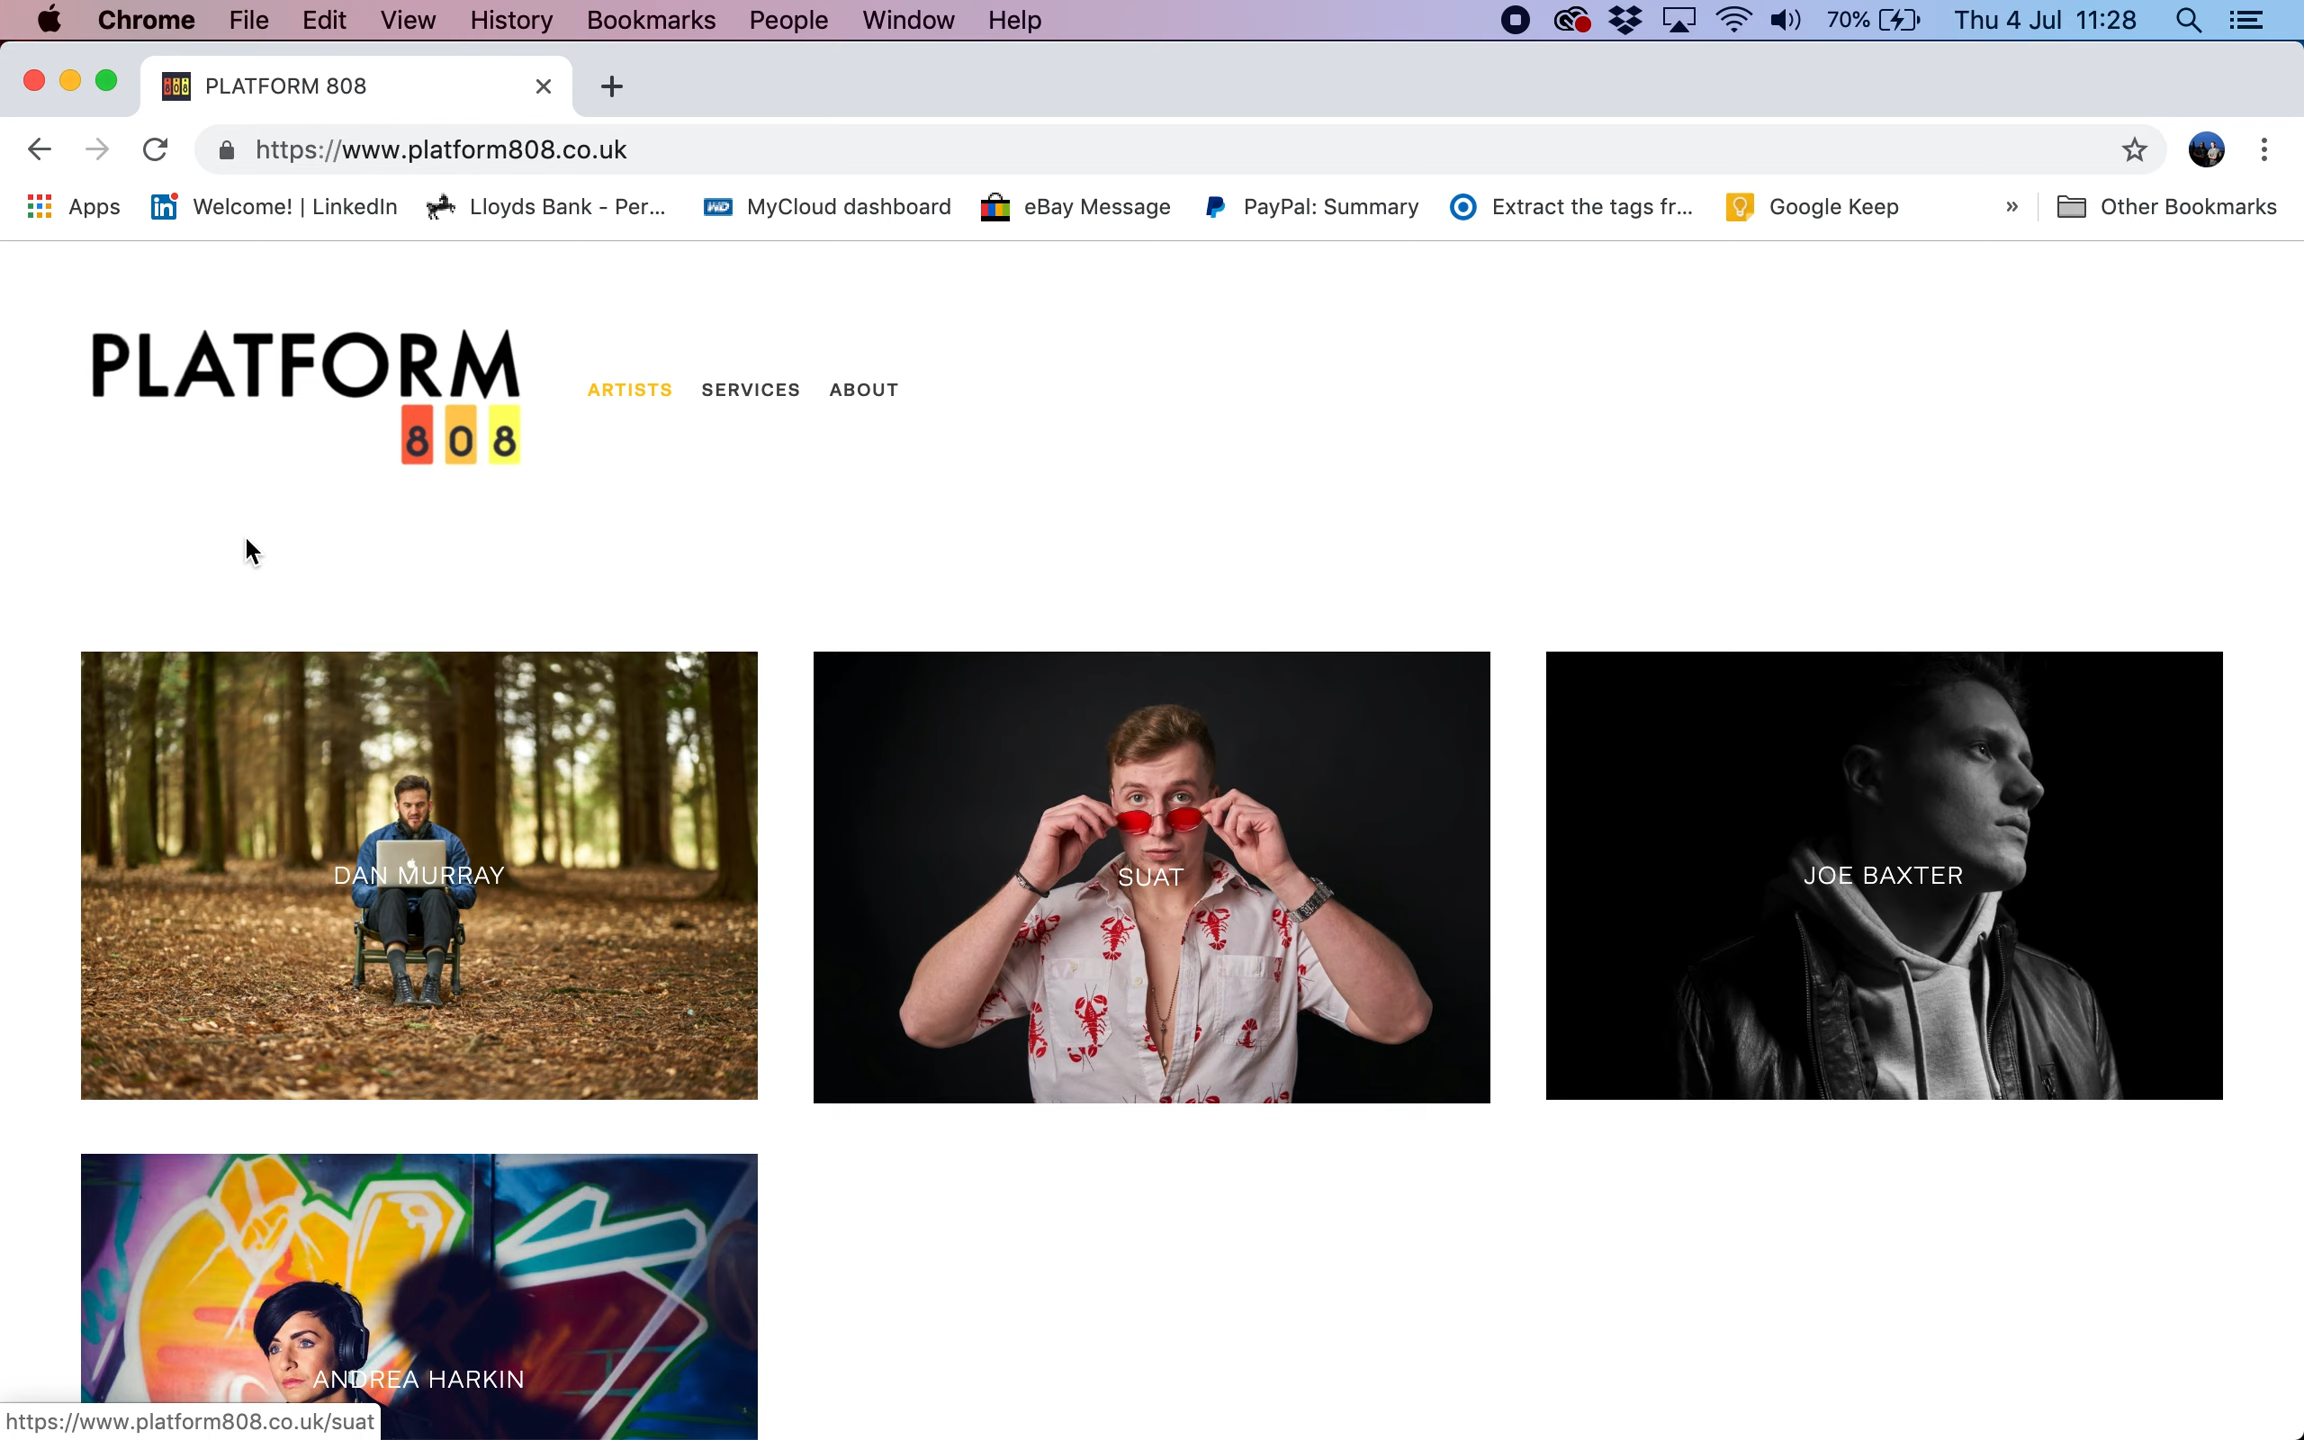 Chrome File Edit View History Bookmarks People Window Help 70% Thu 4 Jul 11:28
808 PLATFORM 808
https://www.platform808.co.uk
Apps Welcome! | LinkedIn Lloyds Bank - Per... MyCloud dashboard eBay Message PayPal: Summary Extract the tags fr... Google Keep » Other Bookmarks
PLATFORM
808
ARTISTS SERVICES ABOUT
DAN MURRAY
SUAT
JOE BAXTER
ANDREA HARKIN
https://www.platform808.co.uk/suat